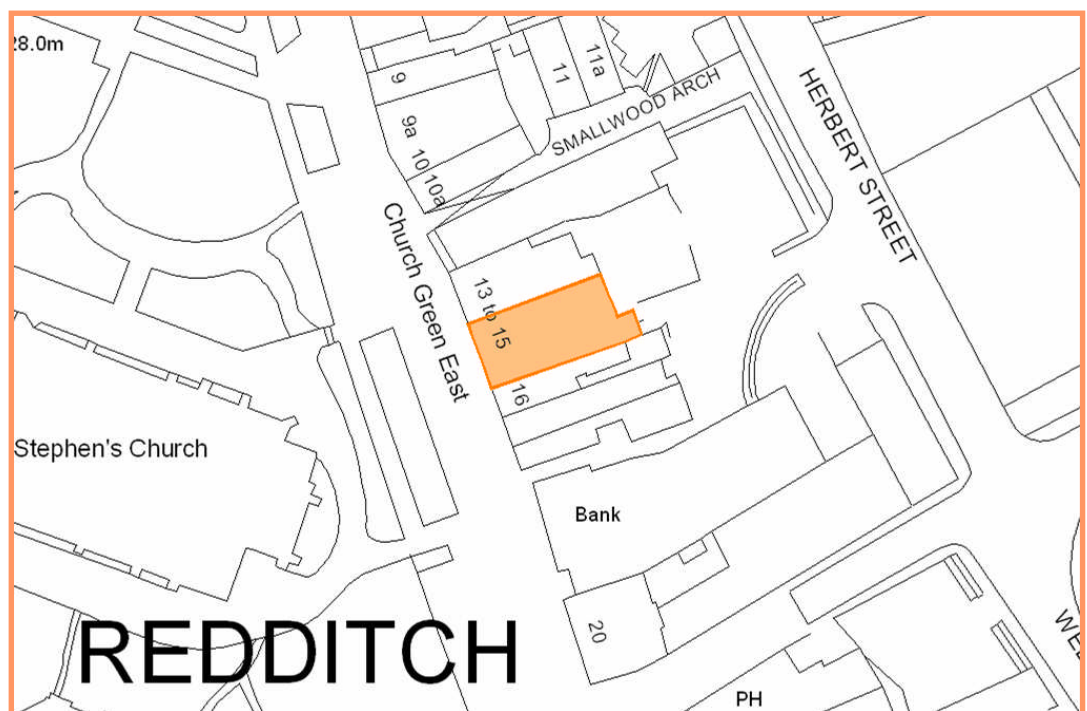 28.0m
9
9a
10
10a
11
11a
SMALLWOOD ARCH
HERBERT STREET
Church Green East
13 to 15
16
Stephen's Church
Bank
20
REDDITCH
PH
WE